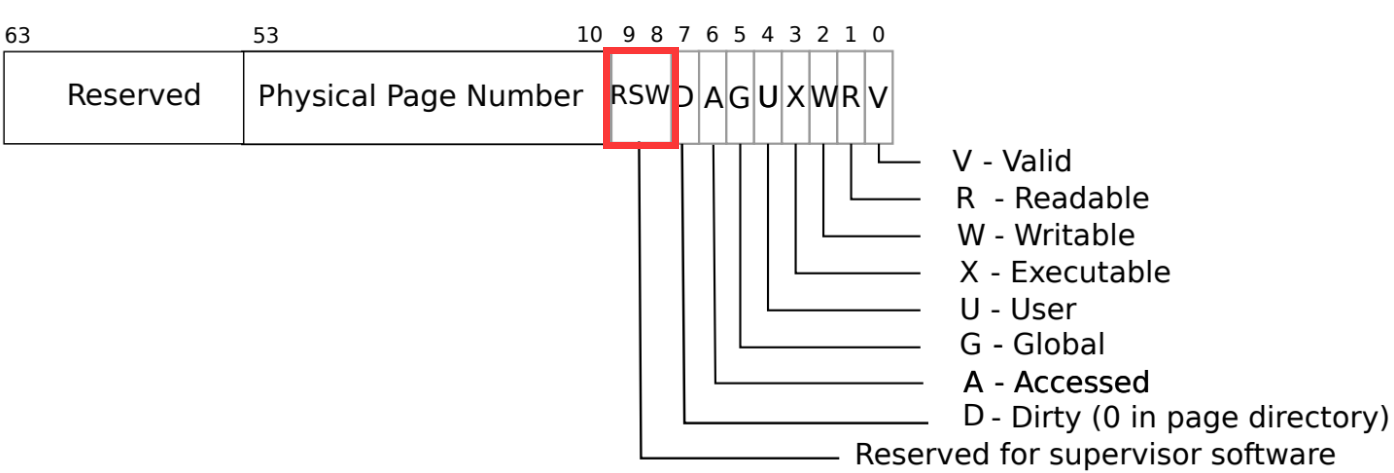 63 53 10 9 8 7 6 5 4 3 2 1 0
Reserved Physical Page Number RSW D A G U X W R V
V - Valid
R - Readable
W - Writable
X - Executable
U - User
G - Global
A - Accessed
D - Dirty (0 in page directory)
Reserved for supervisor software